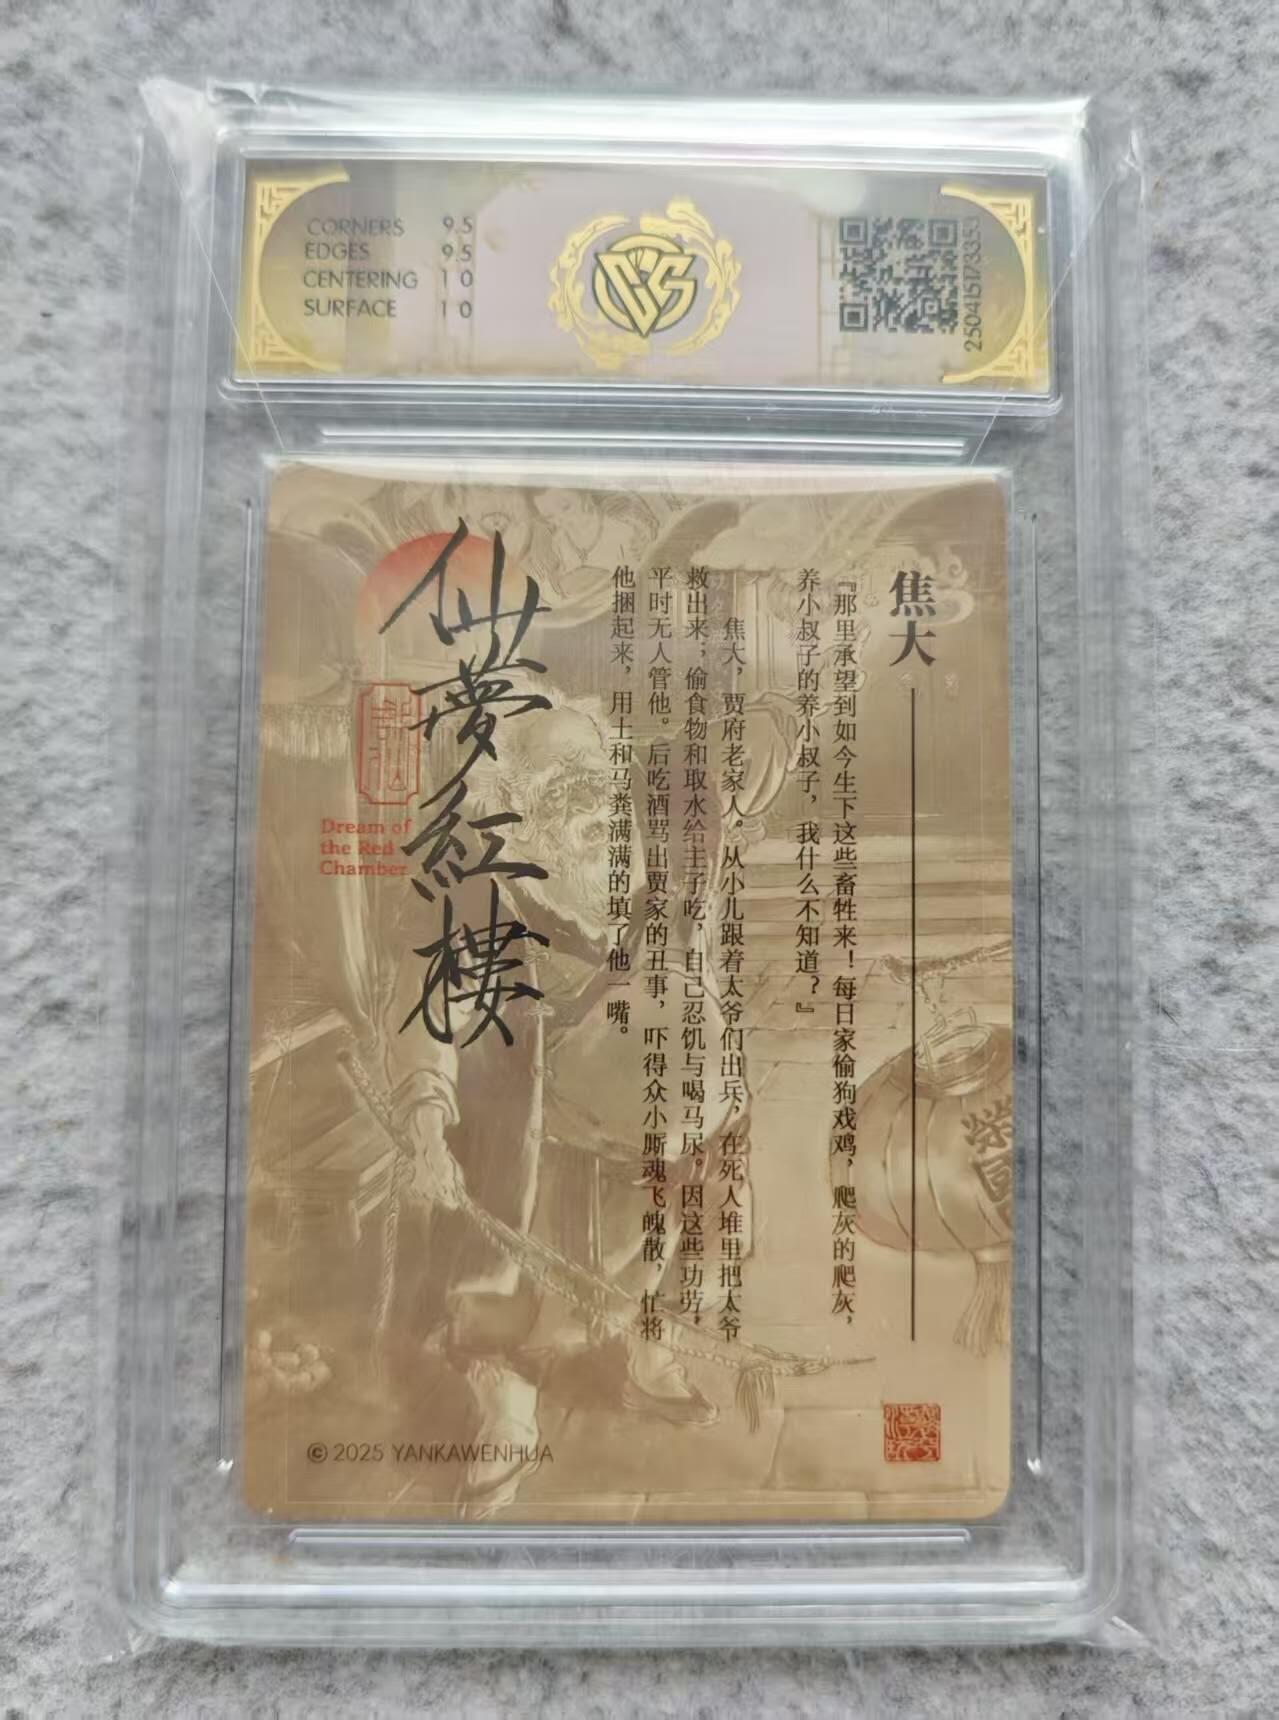 CORNERS 9.5
EDGES 9.5
CENTERING 10
SURFACE 10
CCS
2504151733353
焦大
『那里承望到如今生下这些畜牲来！每日家偷狗戏鸡，爬灰的爬灰，
养小叔子的养小叔子，我什么不知道？』
焦大，贾府老家人。从小儿跟着太爷们出兵，在死人堆里把太爷
救出来；偷食物和取水给主子吃，自己忍饥与喝马尿。因这些功劳，
平时无人管他。后吃酒骂出贾家的丑事，吓得众小厮魂飞魄散，忙将
他捆起来，用土和马粪满满的填了他一嘴。
仙梦紅樓
Dream of
the Red
Chamber
榮國
© 2025 YANKAWENHUA